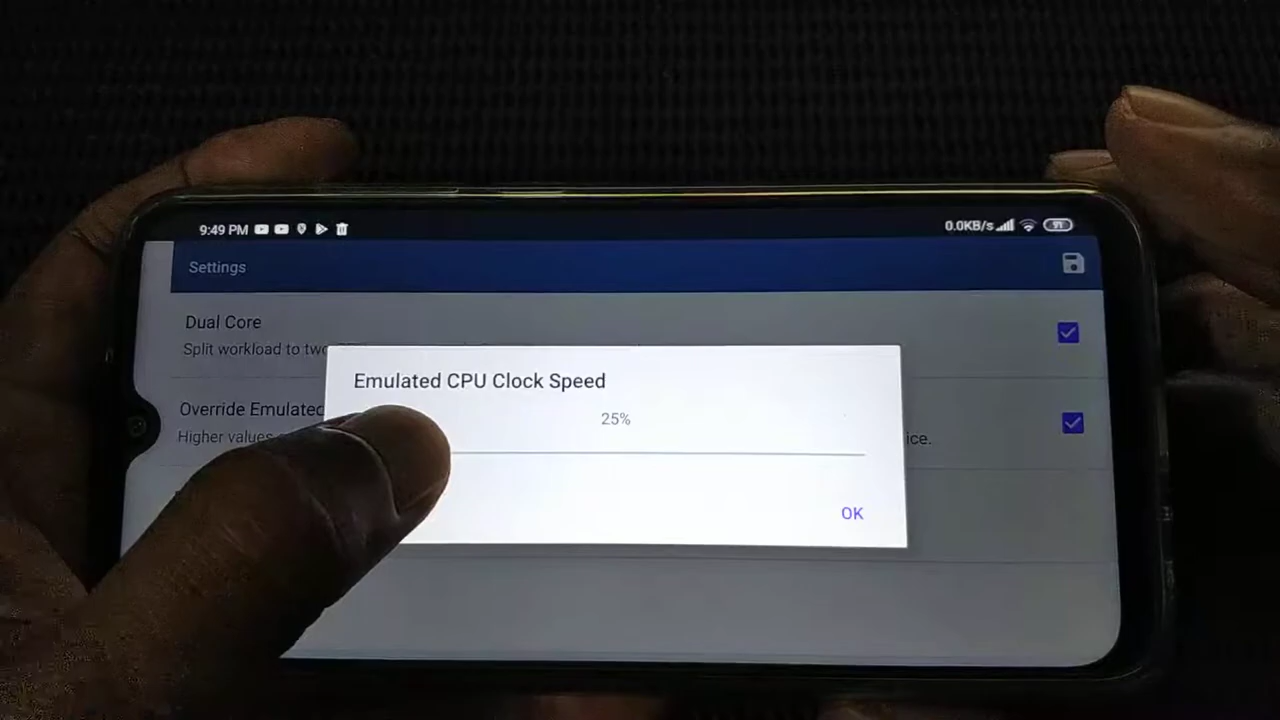 9:49 PM
0.0KB/s
91
Settings
Dual Core
Split workload to two
Emulated CPU Clock Speed
Override Emulated
25%
Higher values
ice.
OK